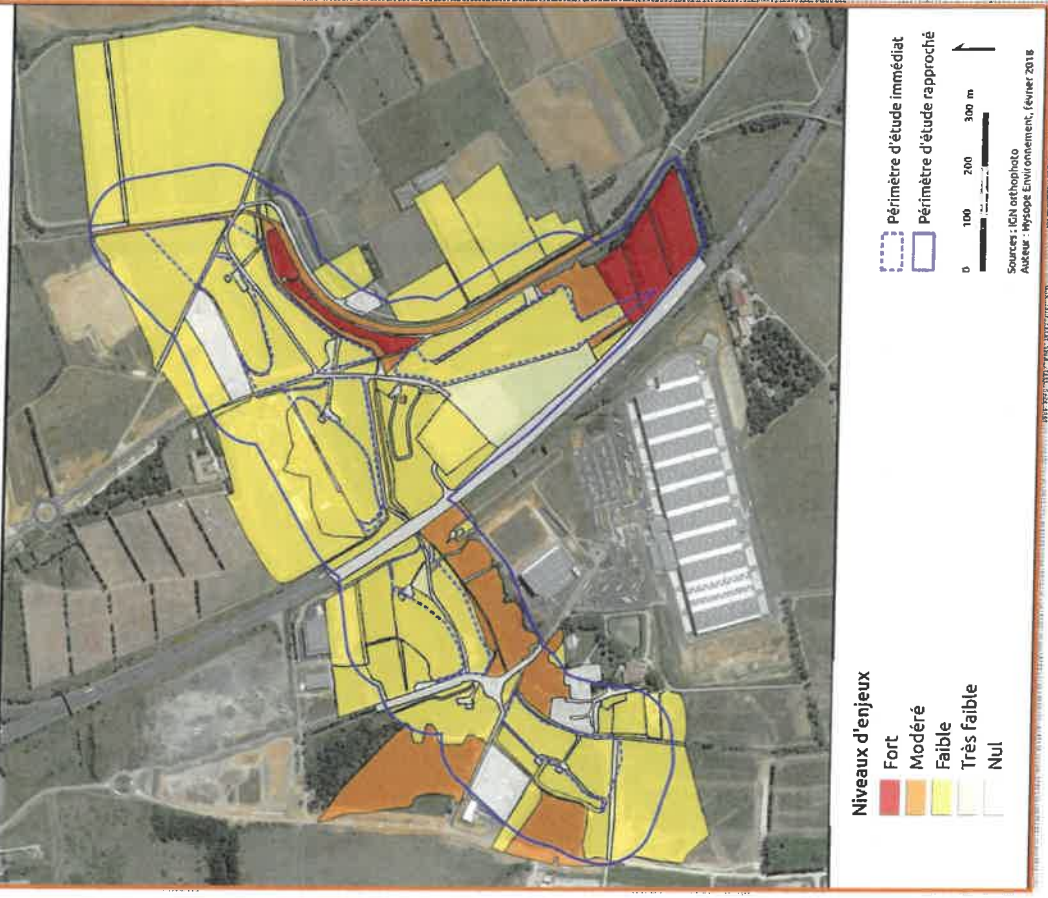 Niveaux d'enjeux
Fort
Modéré
Faible
Très faible
Nul
Périmètre d'étude immédiat
Périmètre d'étude rapproché
0 100 200 300 m
Sources : IGN orthophoto
Auteur : Hysope Environnement, février 2016